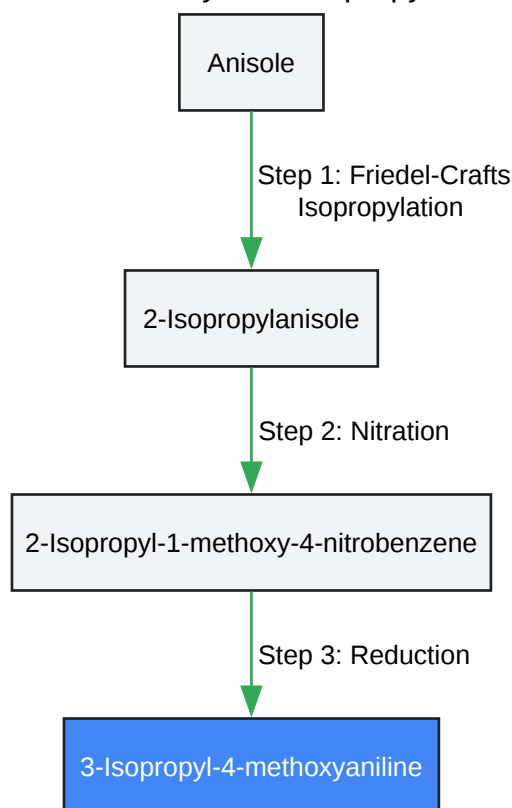 Anisole
Step 1: Friedel-Crafts
Isopropylation
2-Isopropylanisole
Step 2: Nitration
2-Isopropyl-1-methoxy-4-nitrobenzene
Step 3: Reduction
3-Isopropyl-4-methoxyaniline